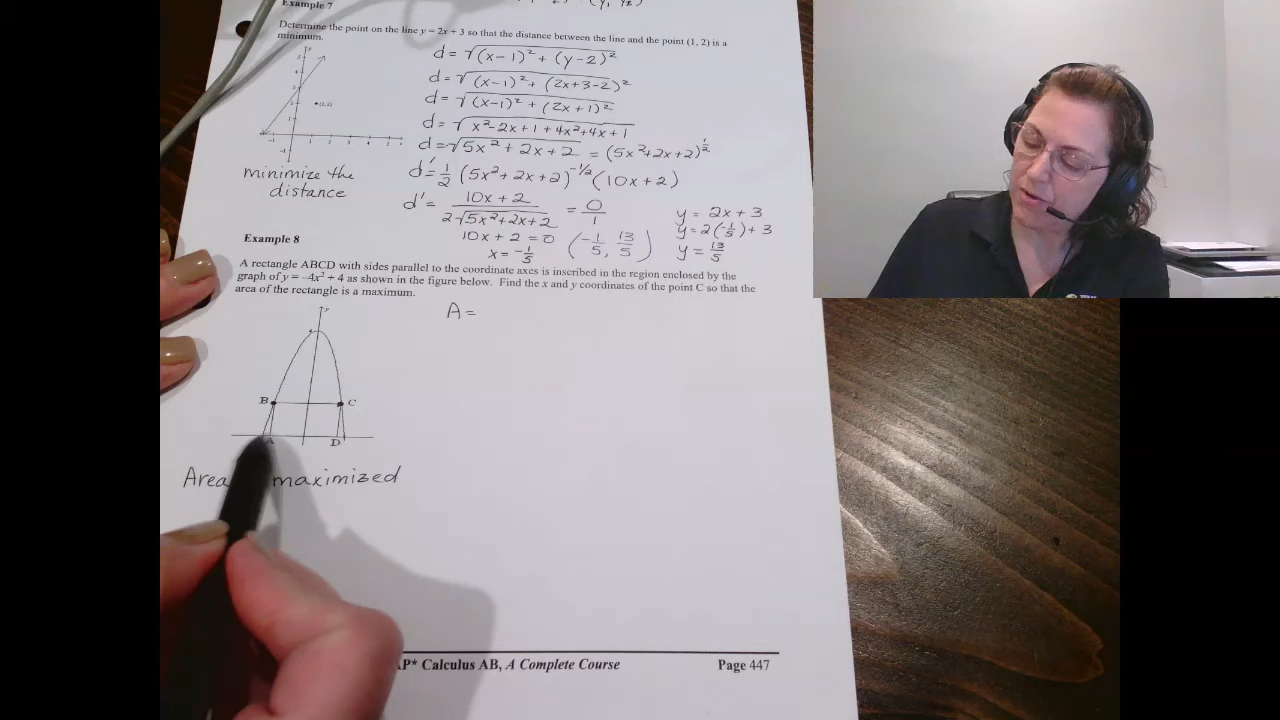 Example 7
Determine the point on the line y = 2x + 3 so that the distance between the line and the point (1, 2) is a
minimum.
y
(1,2)
minimize the
distance
d = √(x-1)² + (y-2)²
d = √(x-1)² + (2x+3-2)²
d = √(x-1)² + (2x+1)²
d = √x²-2x+1+4x²+4x+1
d = √5x²+2x+2 = (5x²+2x+2)^1/2
d' = 1/2 (5x²+2x+2)^-1/2 (10x+2)
d' = 10x+2 / 2√5x²+2x+2 = 0/1
10x+2=0
x = -1/5
(-1/5, 13/5)
y = 2x+3
y = 2(-1/5)+3
y = 13/5
Example 8
A rectangle ABCD with sides parallel to the coordinate axes is inscribed in the region enclosed by the
graph of y = -4x² + 4 as shown in the figure below. Find the x and y coordinates of the point C so that the
area of the rectangle is a maximum.
A =
y
B C
A D
Area maximized
AP* Calculus AB, A Complete Course Page 447